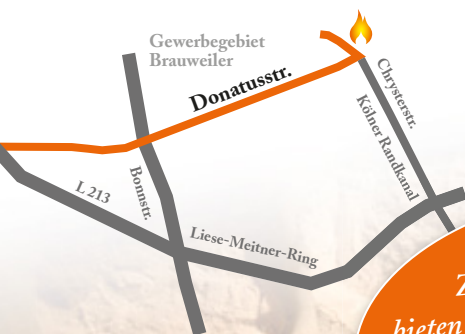 Gewerbegebiet
Brauweiler
Donatusstr.
Chrysterstr.
Kölner Randkanal
L 213
Bonnstr.
Liese-Meitner-Ring
Z
bieten